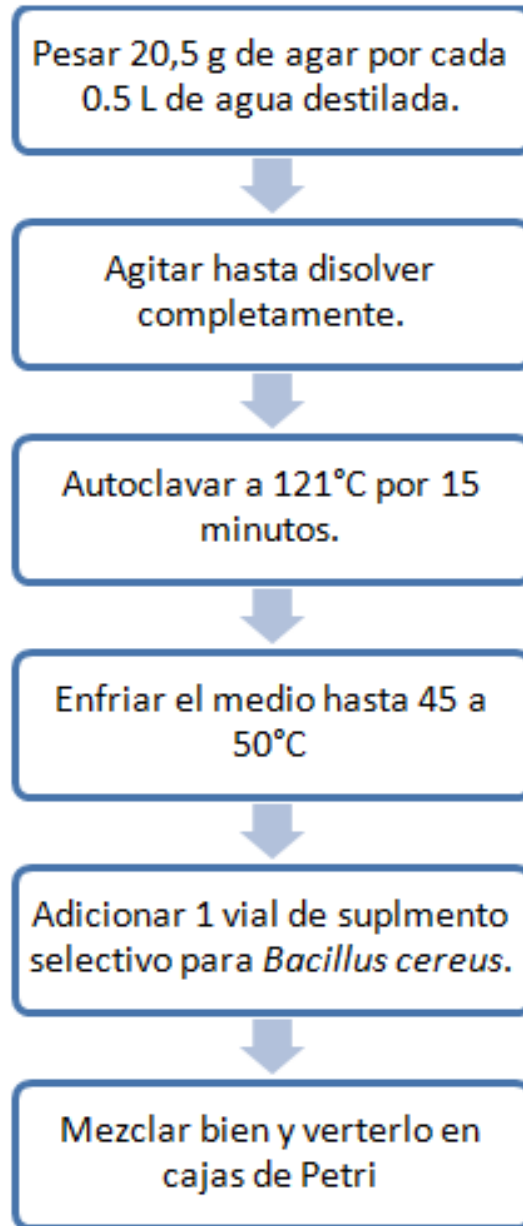 Pesar 20,5 g de agar por cada
0.5 L de agua destilada.
Agitar hasta disolver
completamente.
Autoclavar a 121°C por 15
minutos.
Enfriar el medio hasta 45 a
50°C
Adicionar 1 vial de suplmento
selectivo para Bacillus cereus.
Mezclar bien y verterlo en
cajas de Petri